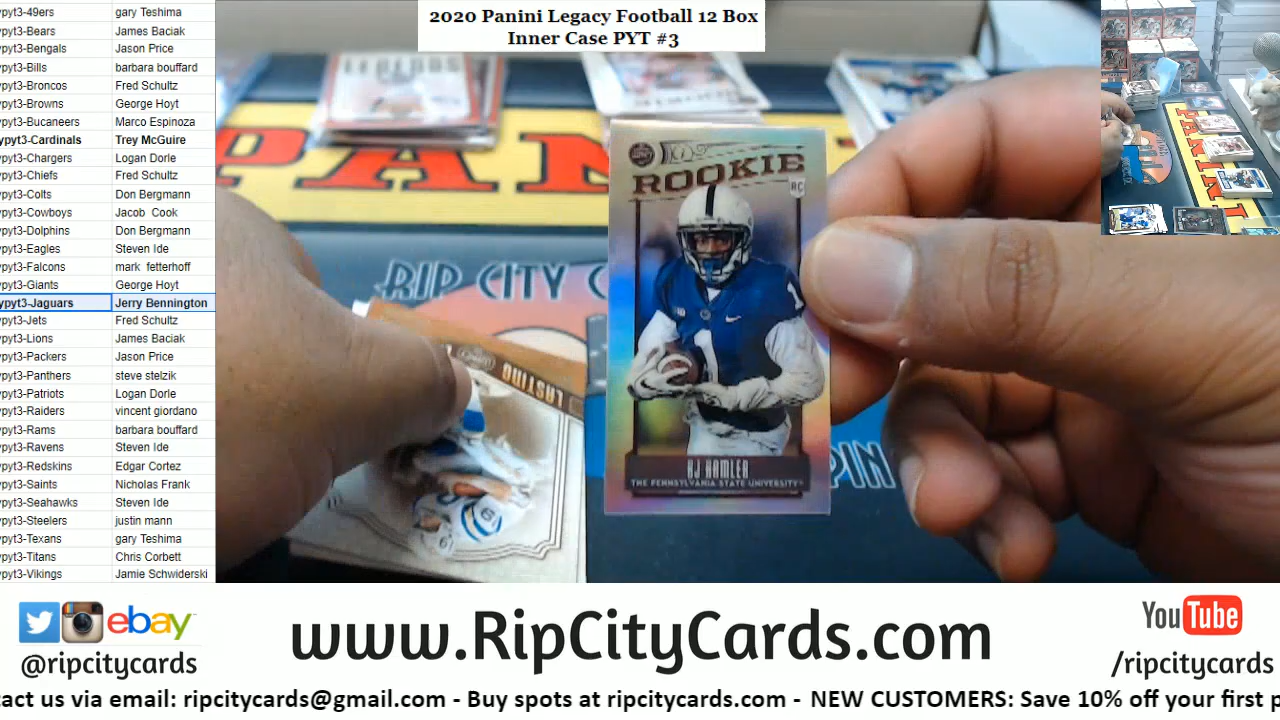 2020 Panini Legacy Football 12 Box
Inner Case PYT #3
pyt3-49ers gary Teshima
pyt3-Bears James Baciak
pyt3-Bengals Jason Price
pyt3-Bills barbara bouffard
pyt3-Broncos Fred Schultz
pyt3-Browns George Hoyt
pyt3-Bucaneers Marco Espinoza
pyt3-Cardinals Trey McGuire
pyt3-Chargers Logan Dorle
pyt3-Chiefs Fred Schultz
pyt3-Colts Don Bergmann
pyt3-Cowboys Jacob Cook
pyt3-Dolphins Don Bergmann
pyt3-Eagles Steven Ide
pyt3-Falcons mark fetterhoff
pyt3-Giants George Hoyt
ypyt3-Jaguars Jerry Bennington
pyt3-Jets Fred Schultz
pyt3-Lions James Baciak
pyt3-Packers Jason Price
pyt3-Panthers steve stelzik
pyt3-Patriots Logan Dorle
pyt3-Raiders vincent giordano
pyt3-Rams barbara bouffard
pyt3-Ravens Steven Ide
pyt3-Redskins Edgar Cortez
pyt3-Saints Nicholas Frank
pyt3-Seahawks Steven Ide
pyt3-Steelers justin mann
pyt3-Texans gary Teshima
pyt3-Titans Chris Corbett
pyt3-Vikings Jamie Schwiderski
PANIN
RIP CITY C
PIN
ROOKIE
RC
1
KJ HAMLER
THE PENNSYLVANIA STATE UNIVERSITY
LASTING
PANINI
ebay
@ripcitycards
www.RipCityCards.com
YouTube
/ripcitycards
tact us via email: ripcitycards@gmail.com - Buy spots at ripcitycards.com - NEW CUSTOMERS: Save 10% off your first p